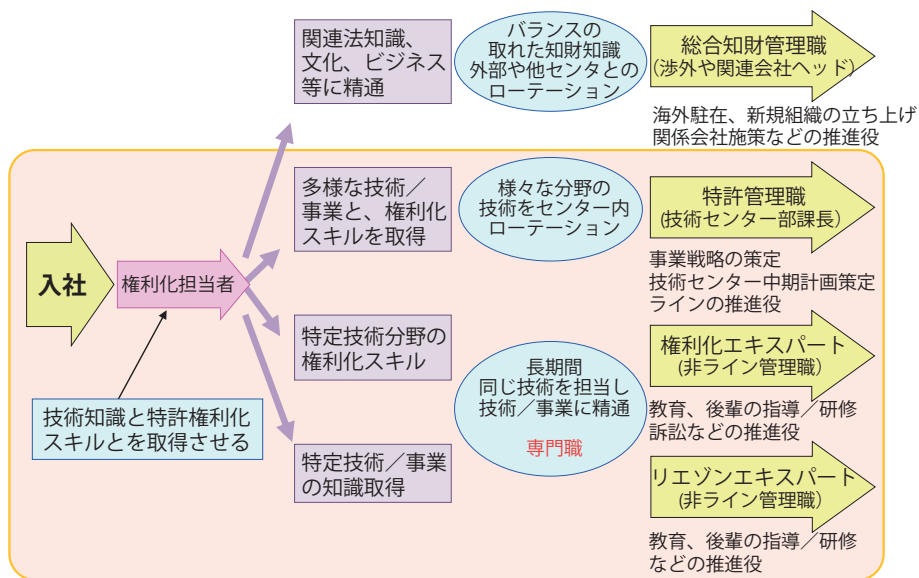 関連法知識、
文化、ビジネス
等に精通
バランスの
取れた知財知識
外部や他センタとの
ローテーション
総合知財管理職
(渉外や関連会社ヘッド)
海外駐在、新規組織の立ち上げ
関係会社施策などの推進役
多様な技術／
事業と、権利化
スキルを取得
様々な分野の
技術をセンター内
ローテーション
特許管理職
(技術センター部課長)
事業戦略の策定
技術センター中期計画策定
ラインの推進役
入社
権利化担当者
技術知識と特許権利化
スキルとを取得させる
特定技術分野の
権利化スキル
長期間
同じ技術を担当し
技術／事業に精通
専門職
権利化エキスパート
(非ライン管理職)
教育、後輩の指導／研修
訴訟などの推進役
特定技術／事業
の知識取得
リエゾンエキスパート
(非ライン管理職)
教育、後輩の指導／研修
などの推進役